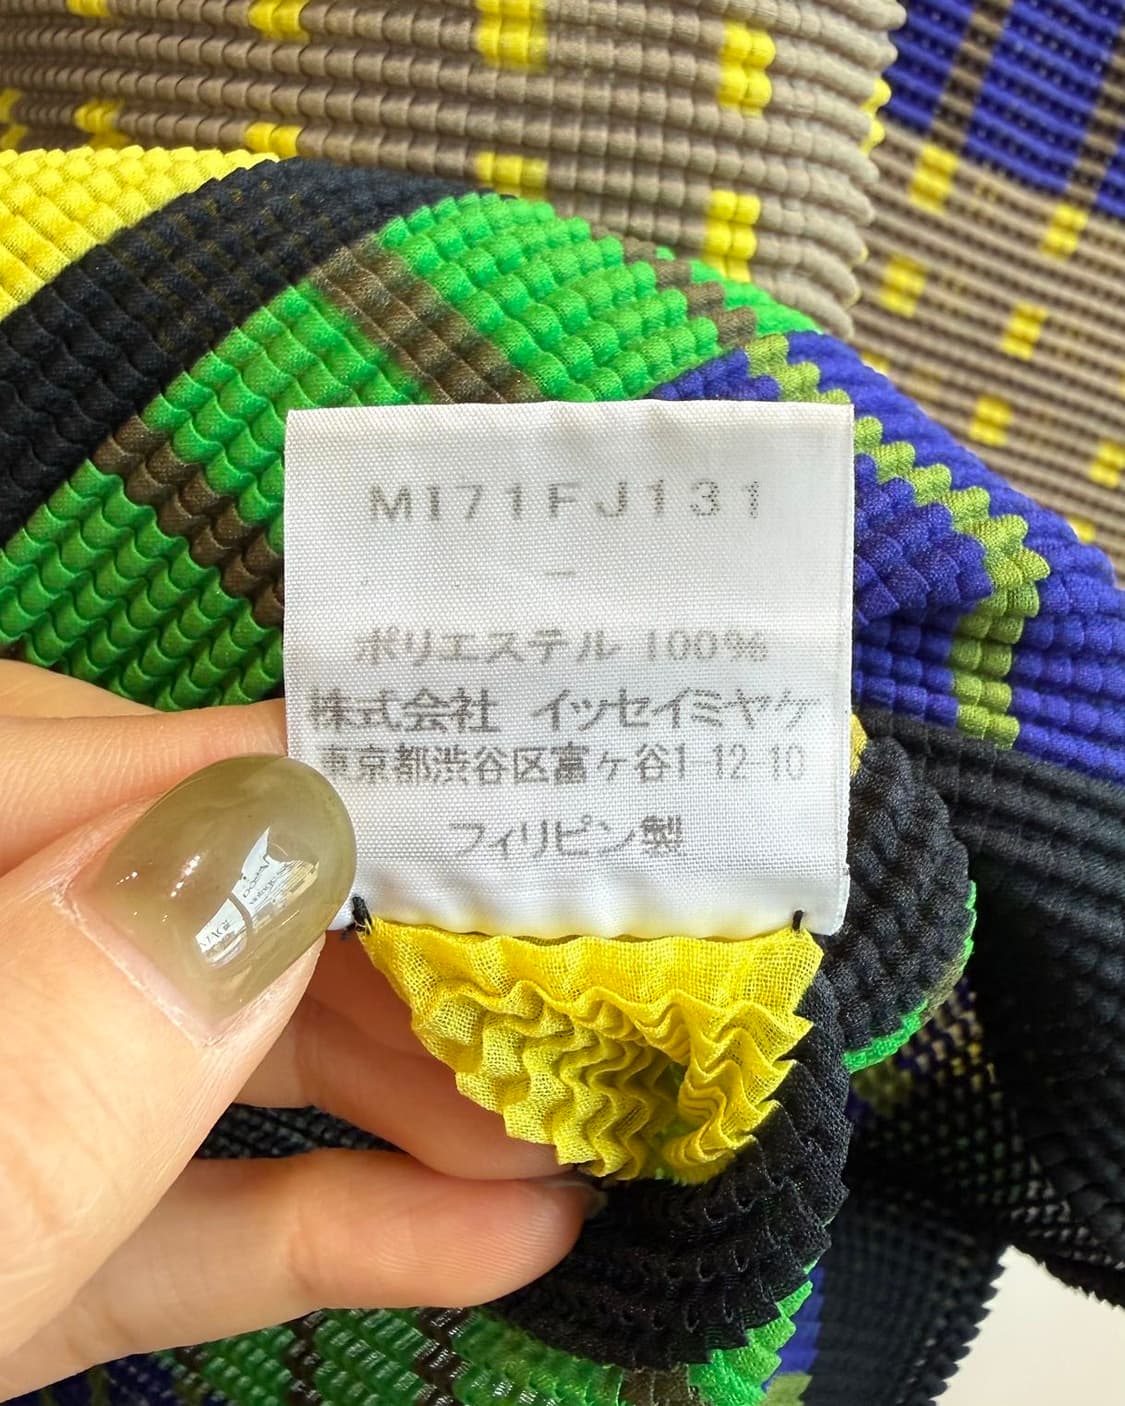 MI71FJ131
–
ポリエステル 100%
株式会社 イッセイミヤケ
東京都渋谷区富ヶ谷1-12-10
フィリピン製